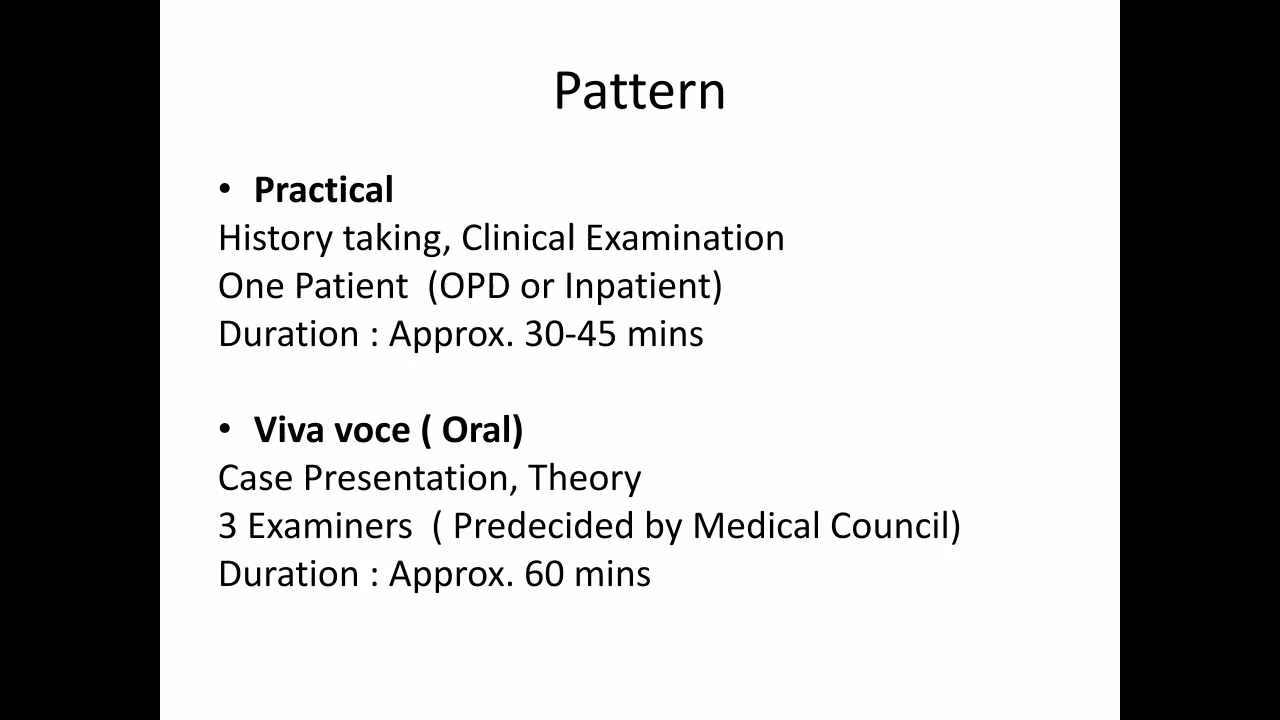 Pattern
• Practical
History taking, Clinical Examination
One Patient  (OPD or Inpatient)
Duration : Approx. 30-45 mins
• Viva voce ( Oral)
Case Presentation, Theory
3 Examiners  ( Predecided by Medical Council)
Duration : Approx. 60 mins